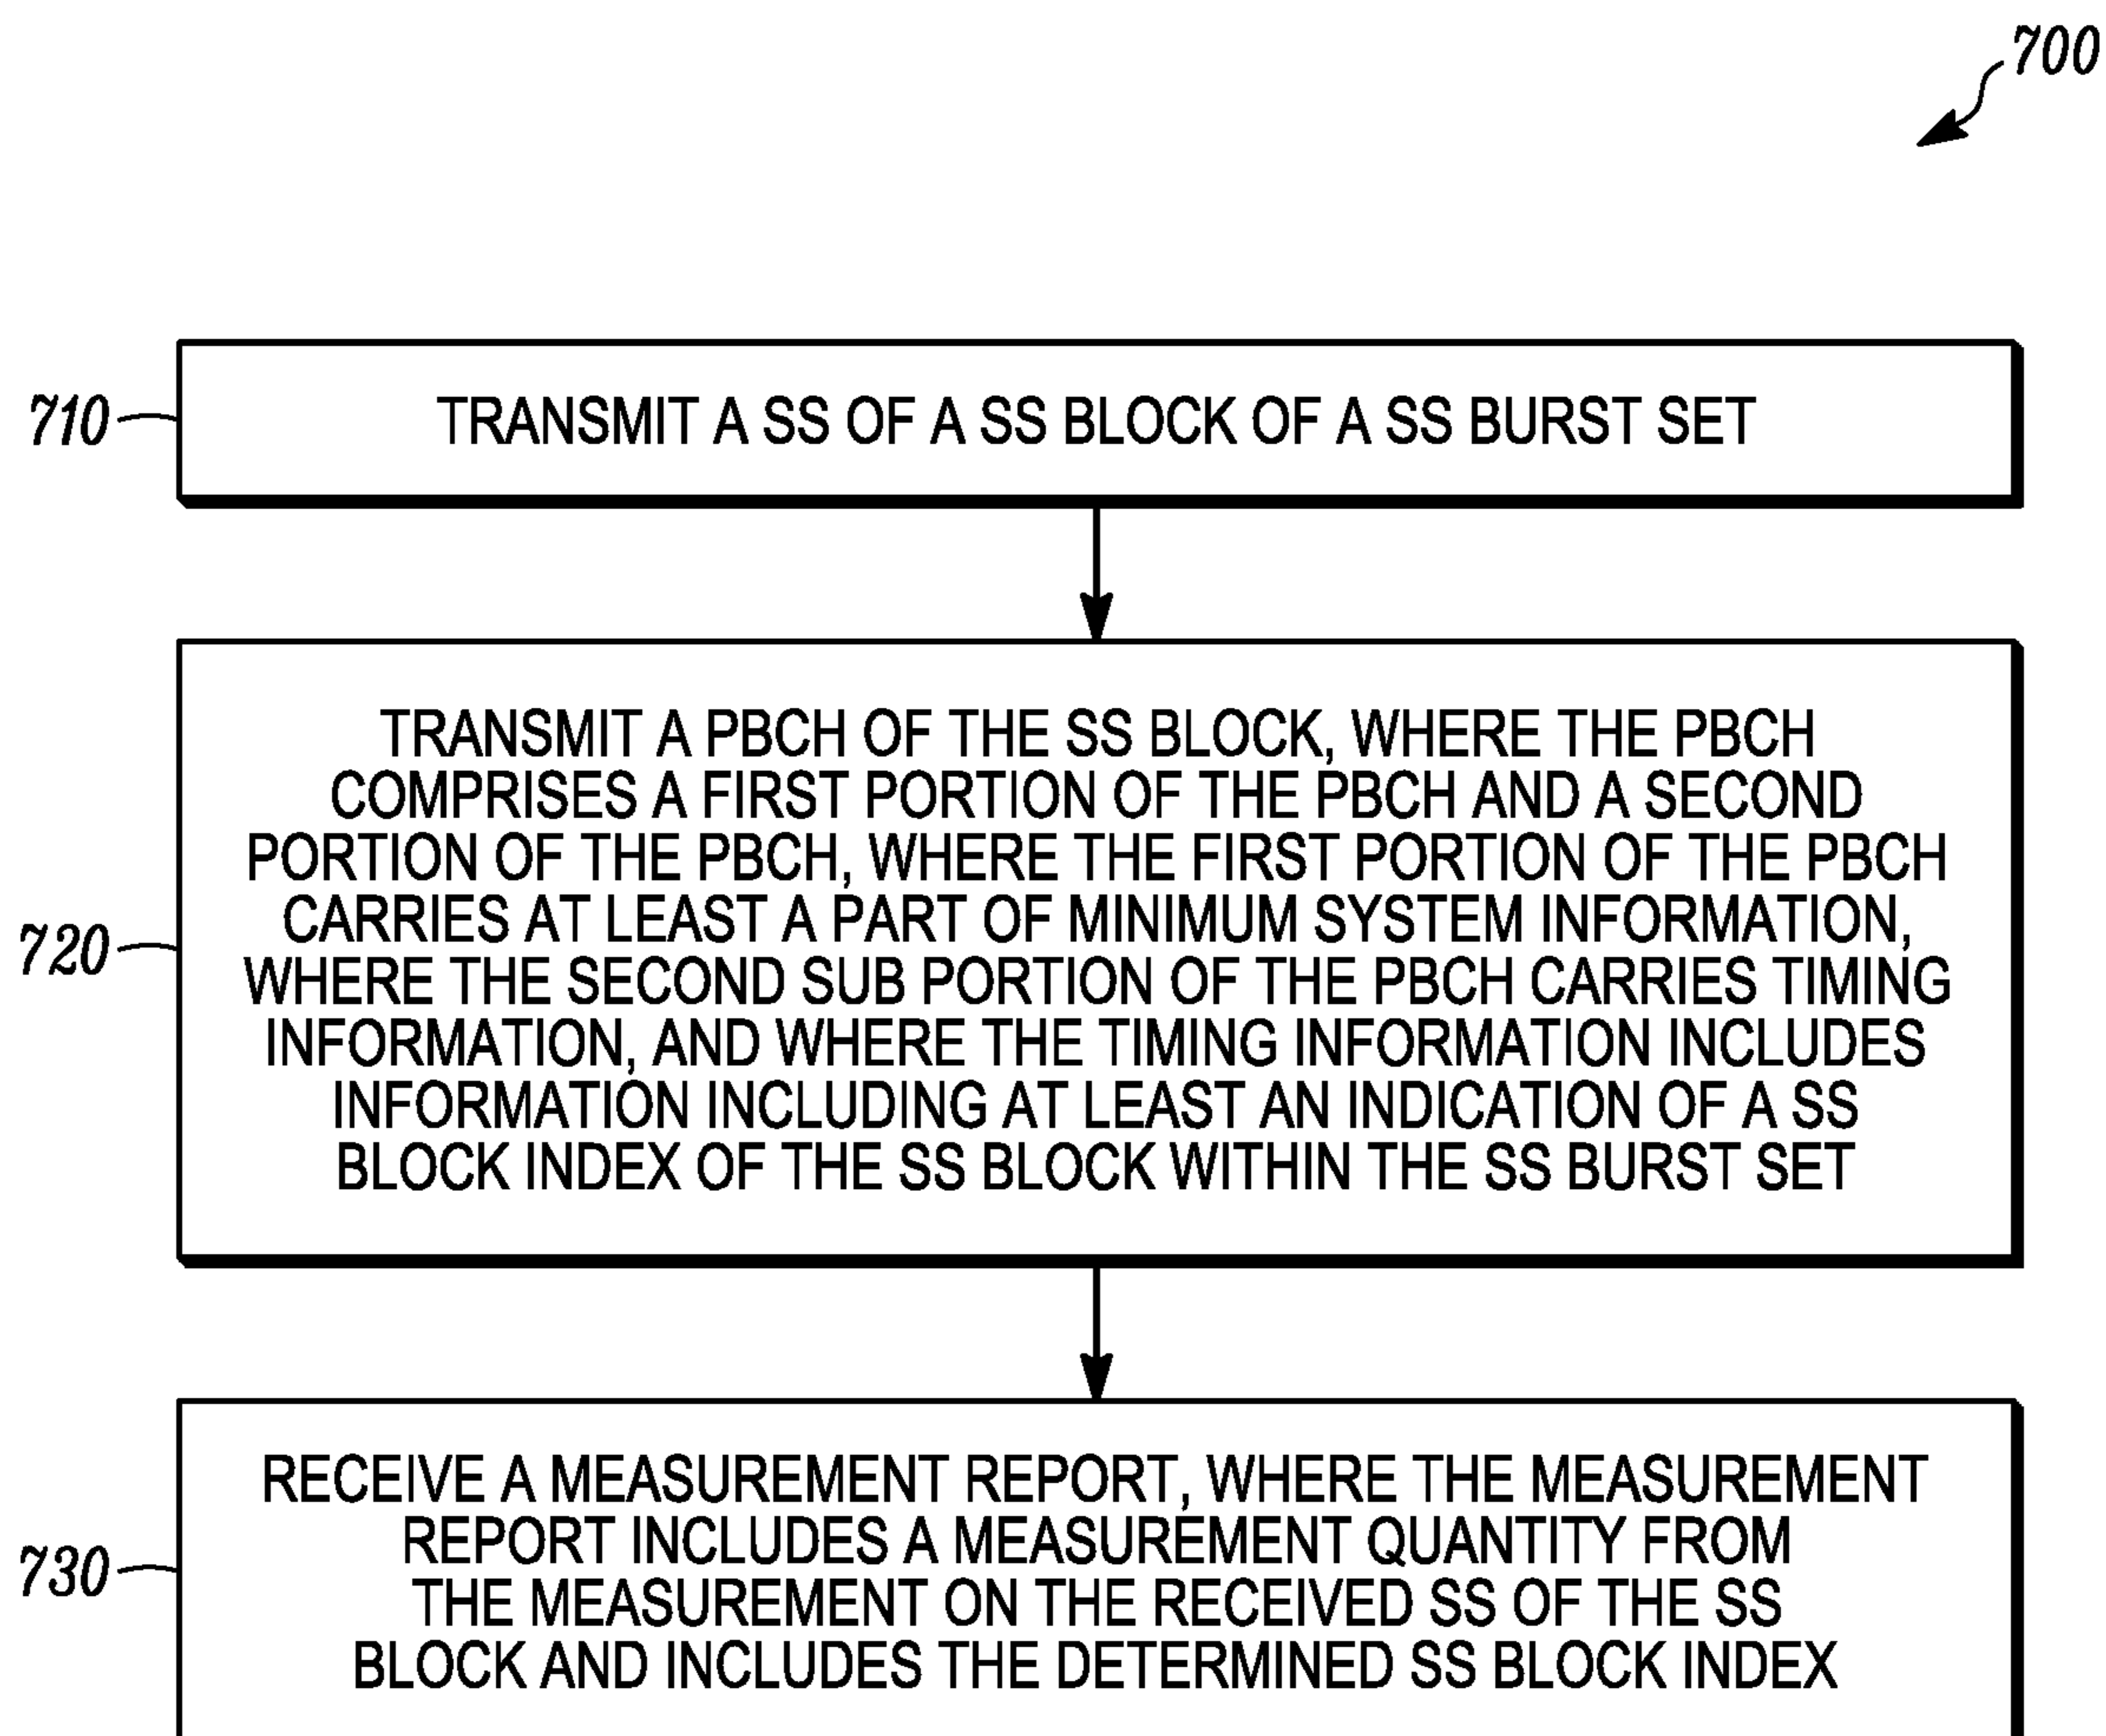 700
710
TRANSMIT A SS OF A SS BLOCK OF A SS BURST SET
720
TRANSMIT A PBCH OF THE SS BLOCK, WHERE THE PBCH
COMPRISES A FIRST PORTION OF THE PBCH AND A SECOND
PORTION OF THE PBCH, WHERE THE FIRST PORTION OF THE PBCH
CARRIES AT LEAST A PART OF MINIMUM SYSTEM INFORMATION,
WHERE THE SECOND SUB PORTION OF THE PBCH CARRIES TIMING
INFORMATION, AND WHERE THE TIMING INFORMATION INCLUDES
INFORMATION INCLUDING AT LEAST AN INDICATION OF A SS
BLOCK INDEX OF THE SS BLOCK WITHIN THE SS BURST SET
730
RECEIVE A MEASUREMENT REPORT, WHERE THE MEASUREMENT
REPORT INCLUDES A MEASUREMENT QUANTITY FROM
THE MEASUREMENT ON THE RECEIVED SS OF THE SS
BLOCK AND INCLUDES THE DETERMINED SS BLOCK INDEX